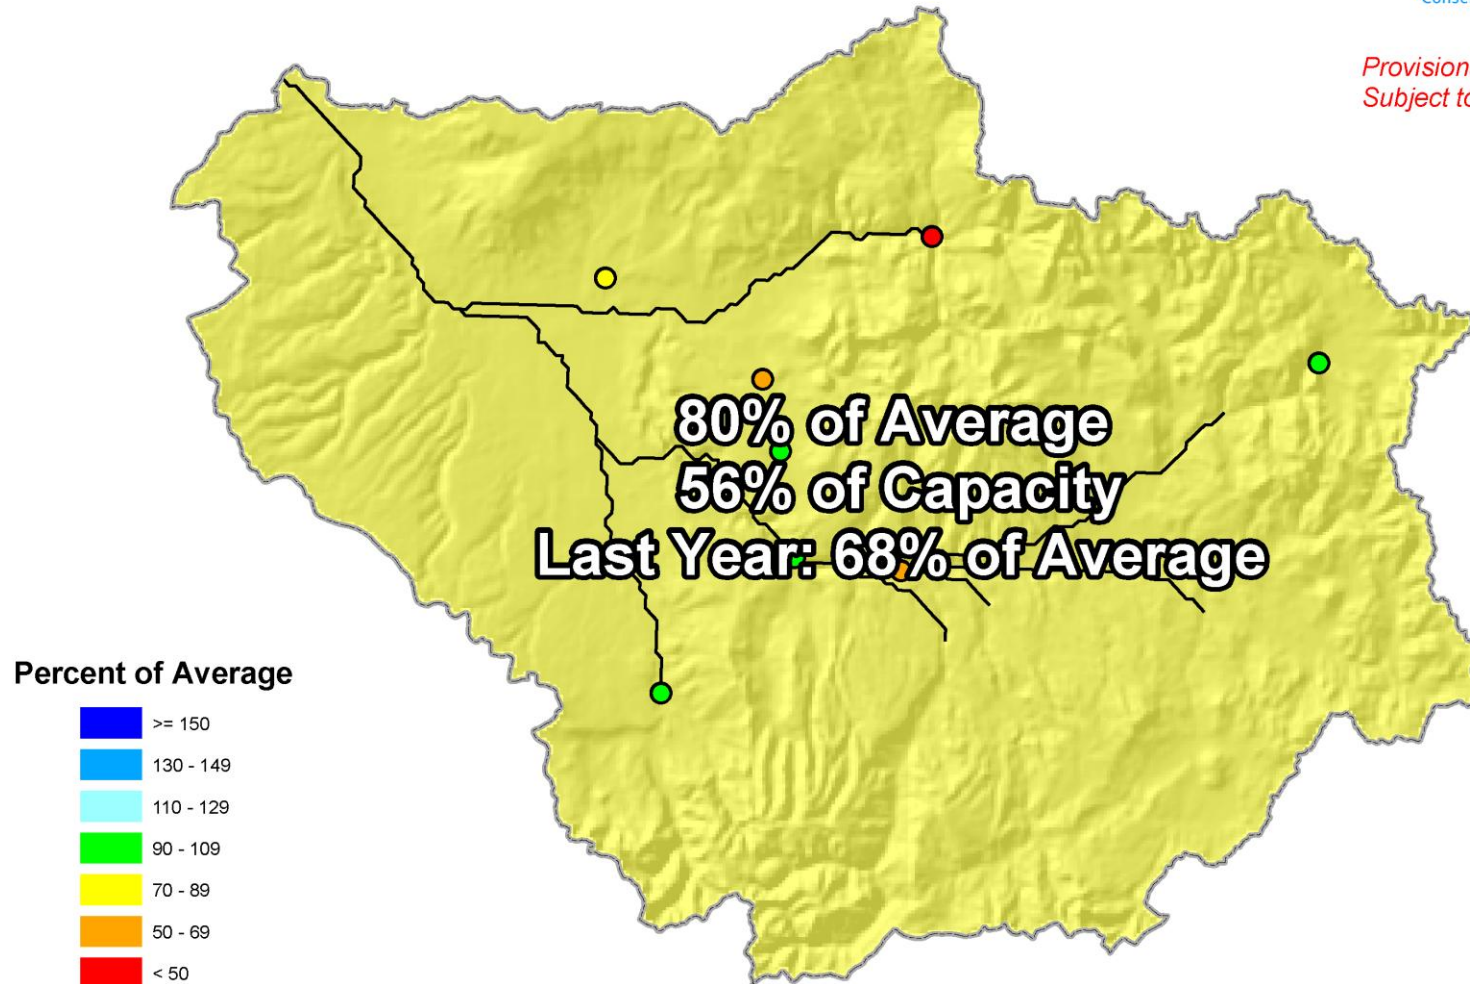 Provision
Subject to
80% of Average
56% of Capacity
Last Year: 68% of Average
Percent of Average
>= 150
130 - 149
110 - 129
90 - 109
70 - 89
50 - 69
< 50